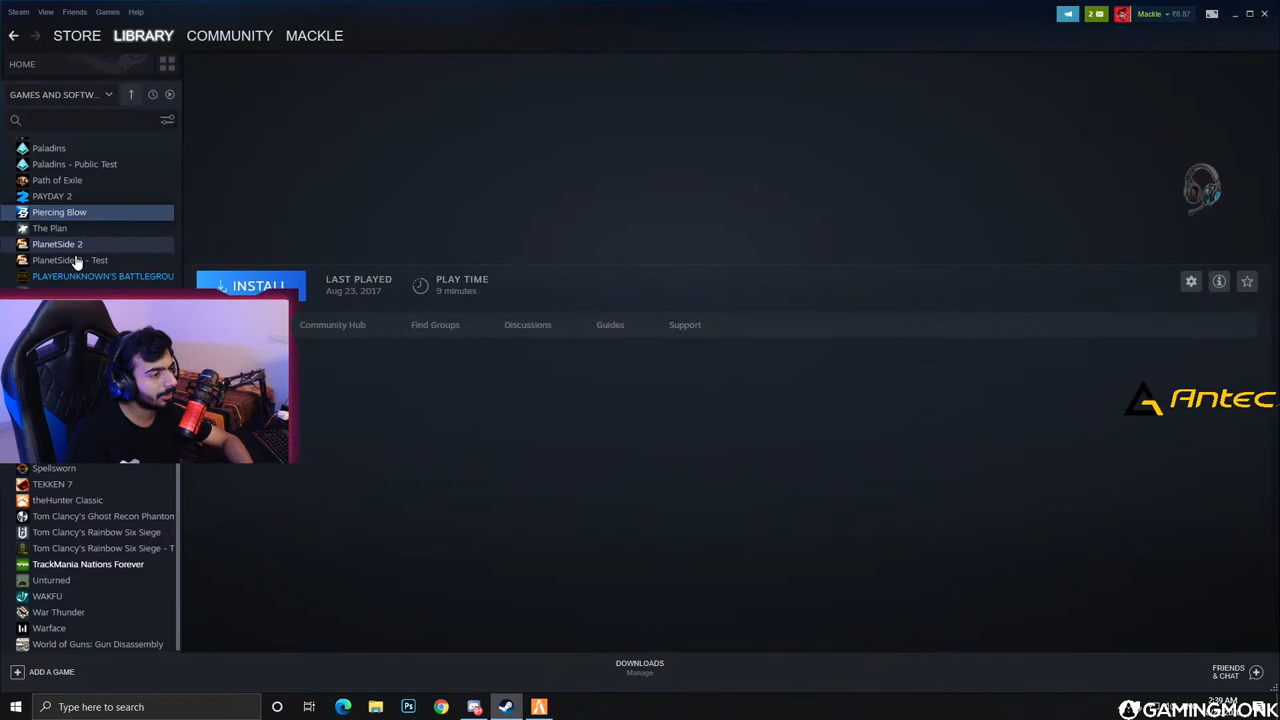 Steam View Friends Games Help
2 Mackle ₹0.87
STORE LIBRARY COMMUNITY MACKLE
HOME
GAMES AND SOFTW...
Paladins
Paladins - Public Test
Path of Exile
PAYDAY 2
Piercing Blow
The Plan
PlanetSide 2
PlanetSide - Test
PLAYERUNKNOWN'S BATTLEGROU
INSTALL
LAST PLAYED
Aug 23, 2017
PLAY TIME
9 minutes
Community Hub Find Groups Discussions Guides Support
Antec
Spellsworn
TEKKEN 7
theHunter Classic
Tom Clancy's Ghost Recon Phantom
Tom Clancy's Rainbow Six Siege
Tom Clancy's Rainbow Six Siege - T
TrackMania Nations Forever
Unturned
WAKFU
War Thunder
Warface
World of Guns: Gun Disassembly
ADD A GAME
DOWNLOADS
Manage
FRIENDS
& CHAT
Type here to search
GAMINGMONK